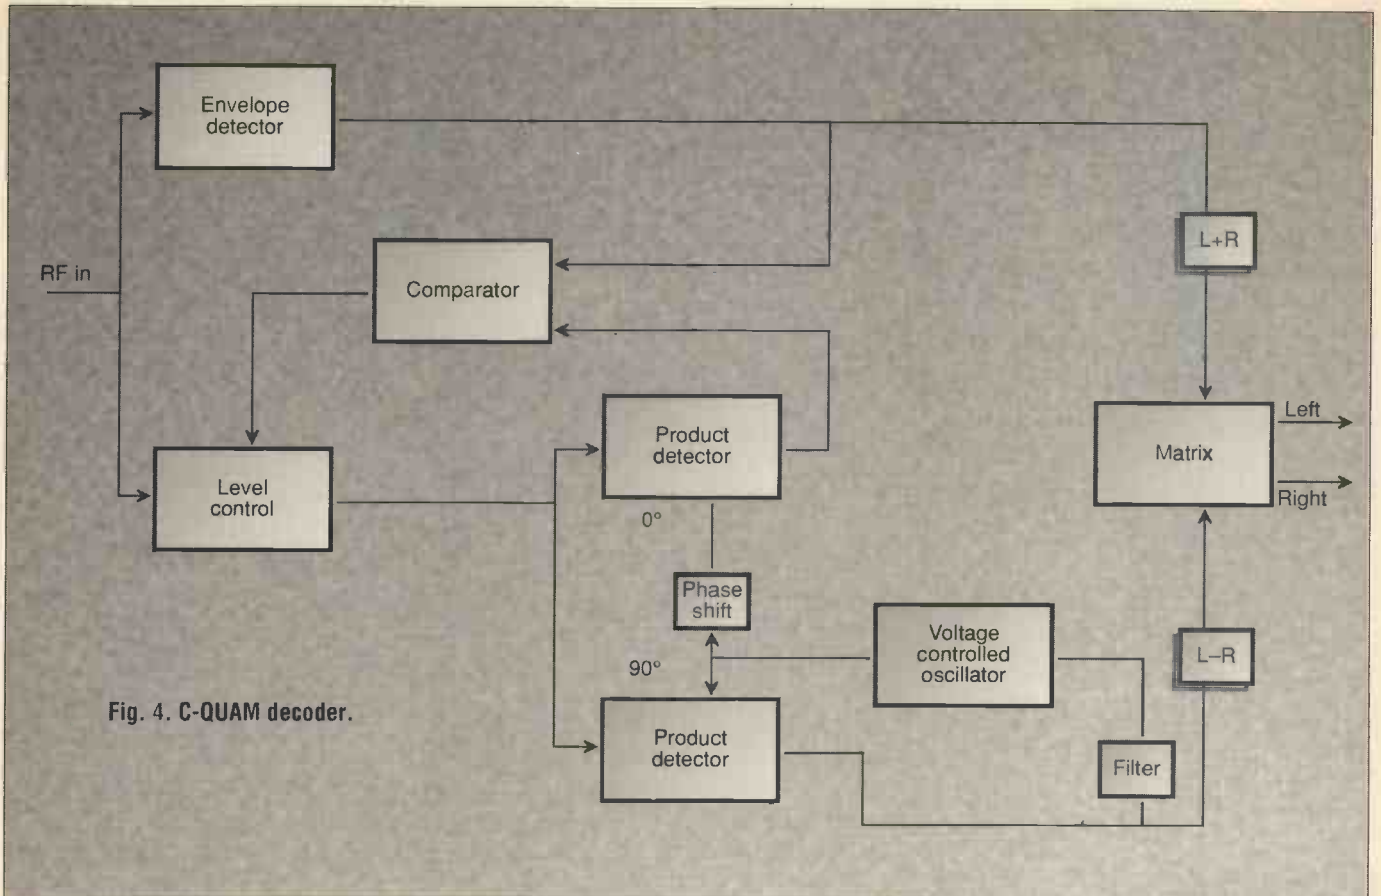 Envelope
detector
L+R
RF in
Comparator
Left
Product
detector
Matrix
Level
control
Right
0°
Phase
shift
Voltage
controlled
oscillator
L–R
90°
Fig. 4. C-QUAM decoder.
Product
detector
Filter